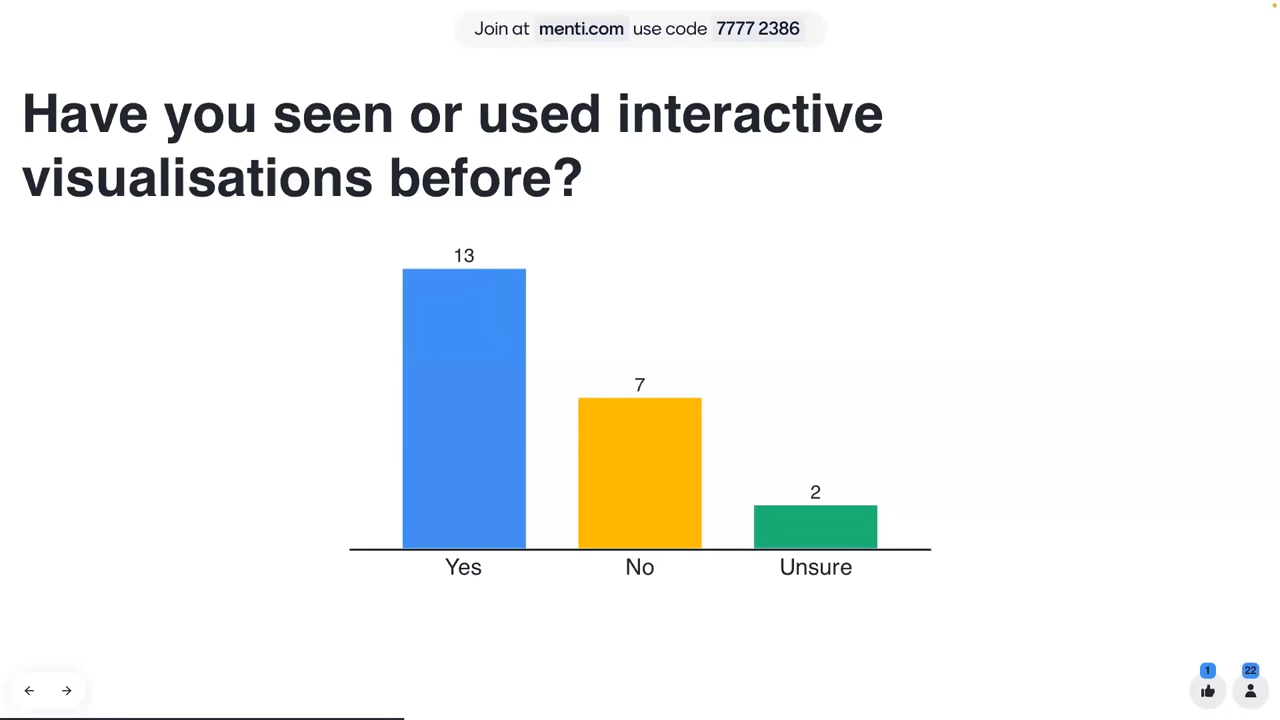 Join at menti.com use code 7777 2386
Have you seen or used interactive
visualisations before?
13
7
2
Yes
No
Unsure
1
22